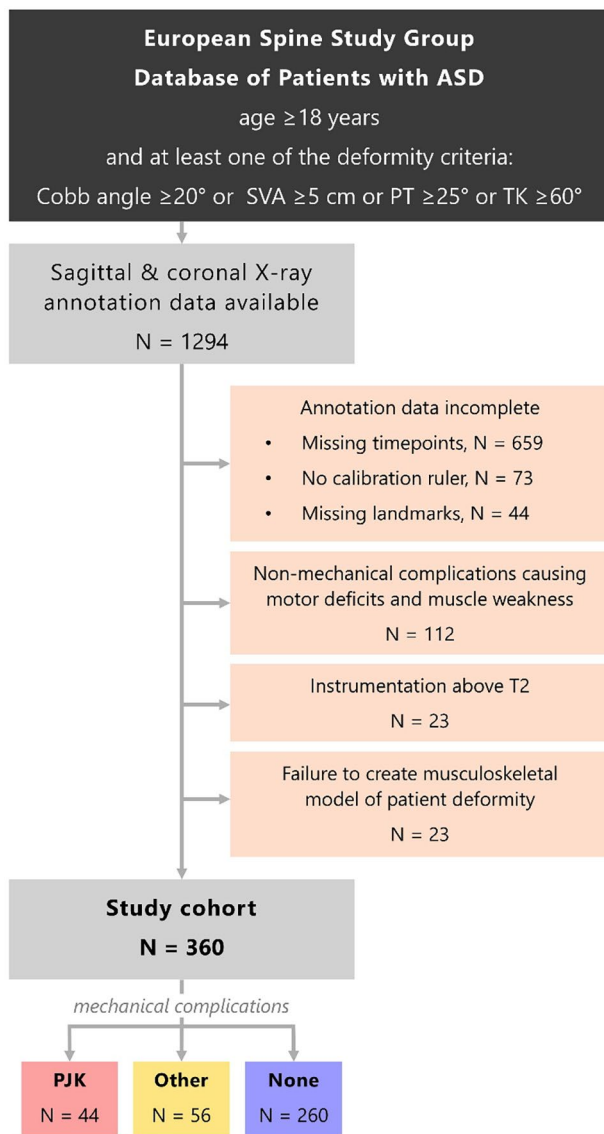 European Spine Study Group
Database of Patients with ASD
age ≥18 years
and at least one of the deformity criteria:
Cobb angle ≥20° or SVA ≥5 cm or PT ≥25° or TK ≥60°
Sagittal & coronal X-ray
annotation data available
N = 1294
Annotation data incomplete
• Missing timepoints, N = 659
• No calibration ruler, N = 73
• Missing landmarks, N = 44
Non-mechanical complications causing
motor deficits and muscle weakness
N = 112
Instrumentation above T2
N = 23
Failure to create musculoskeletal
model of patient deformity
N = 23
Study cohort
N = 360
mechanical complications
PJK
N = 44
Other
N = 56
None
N = 260